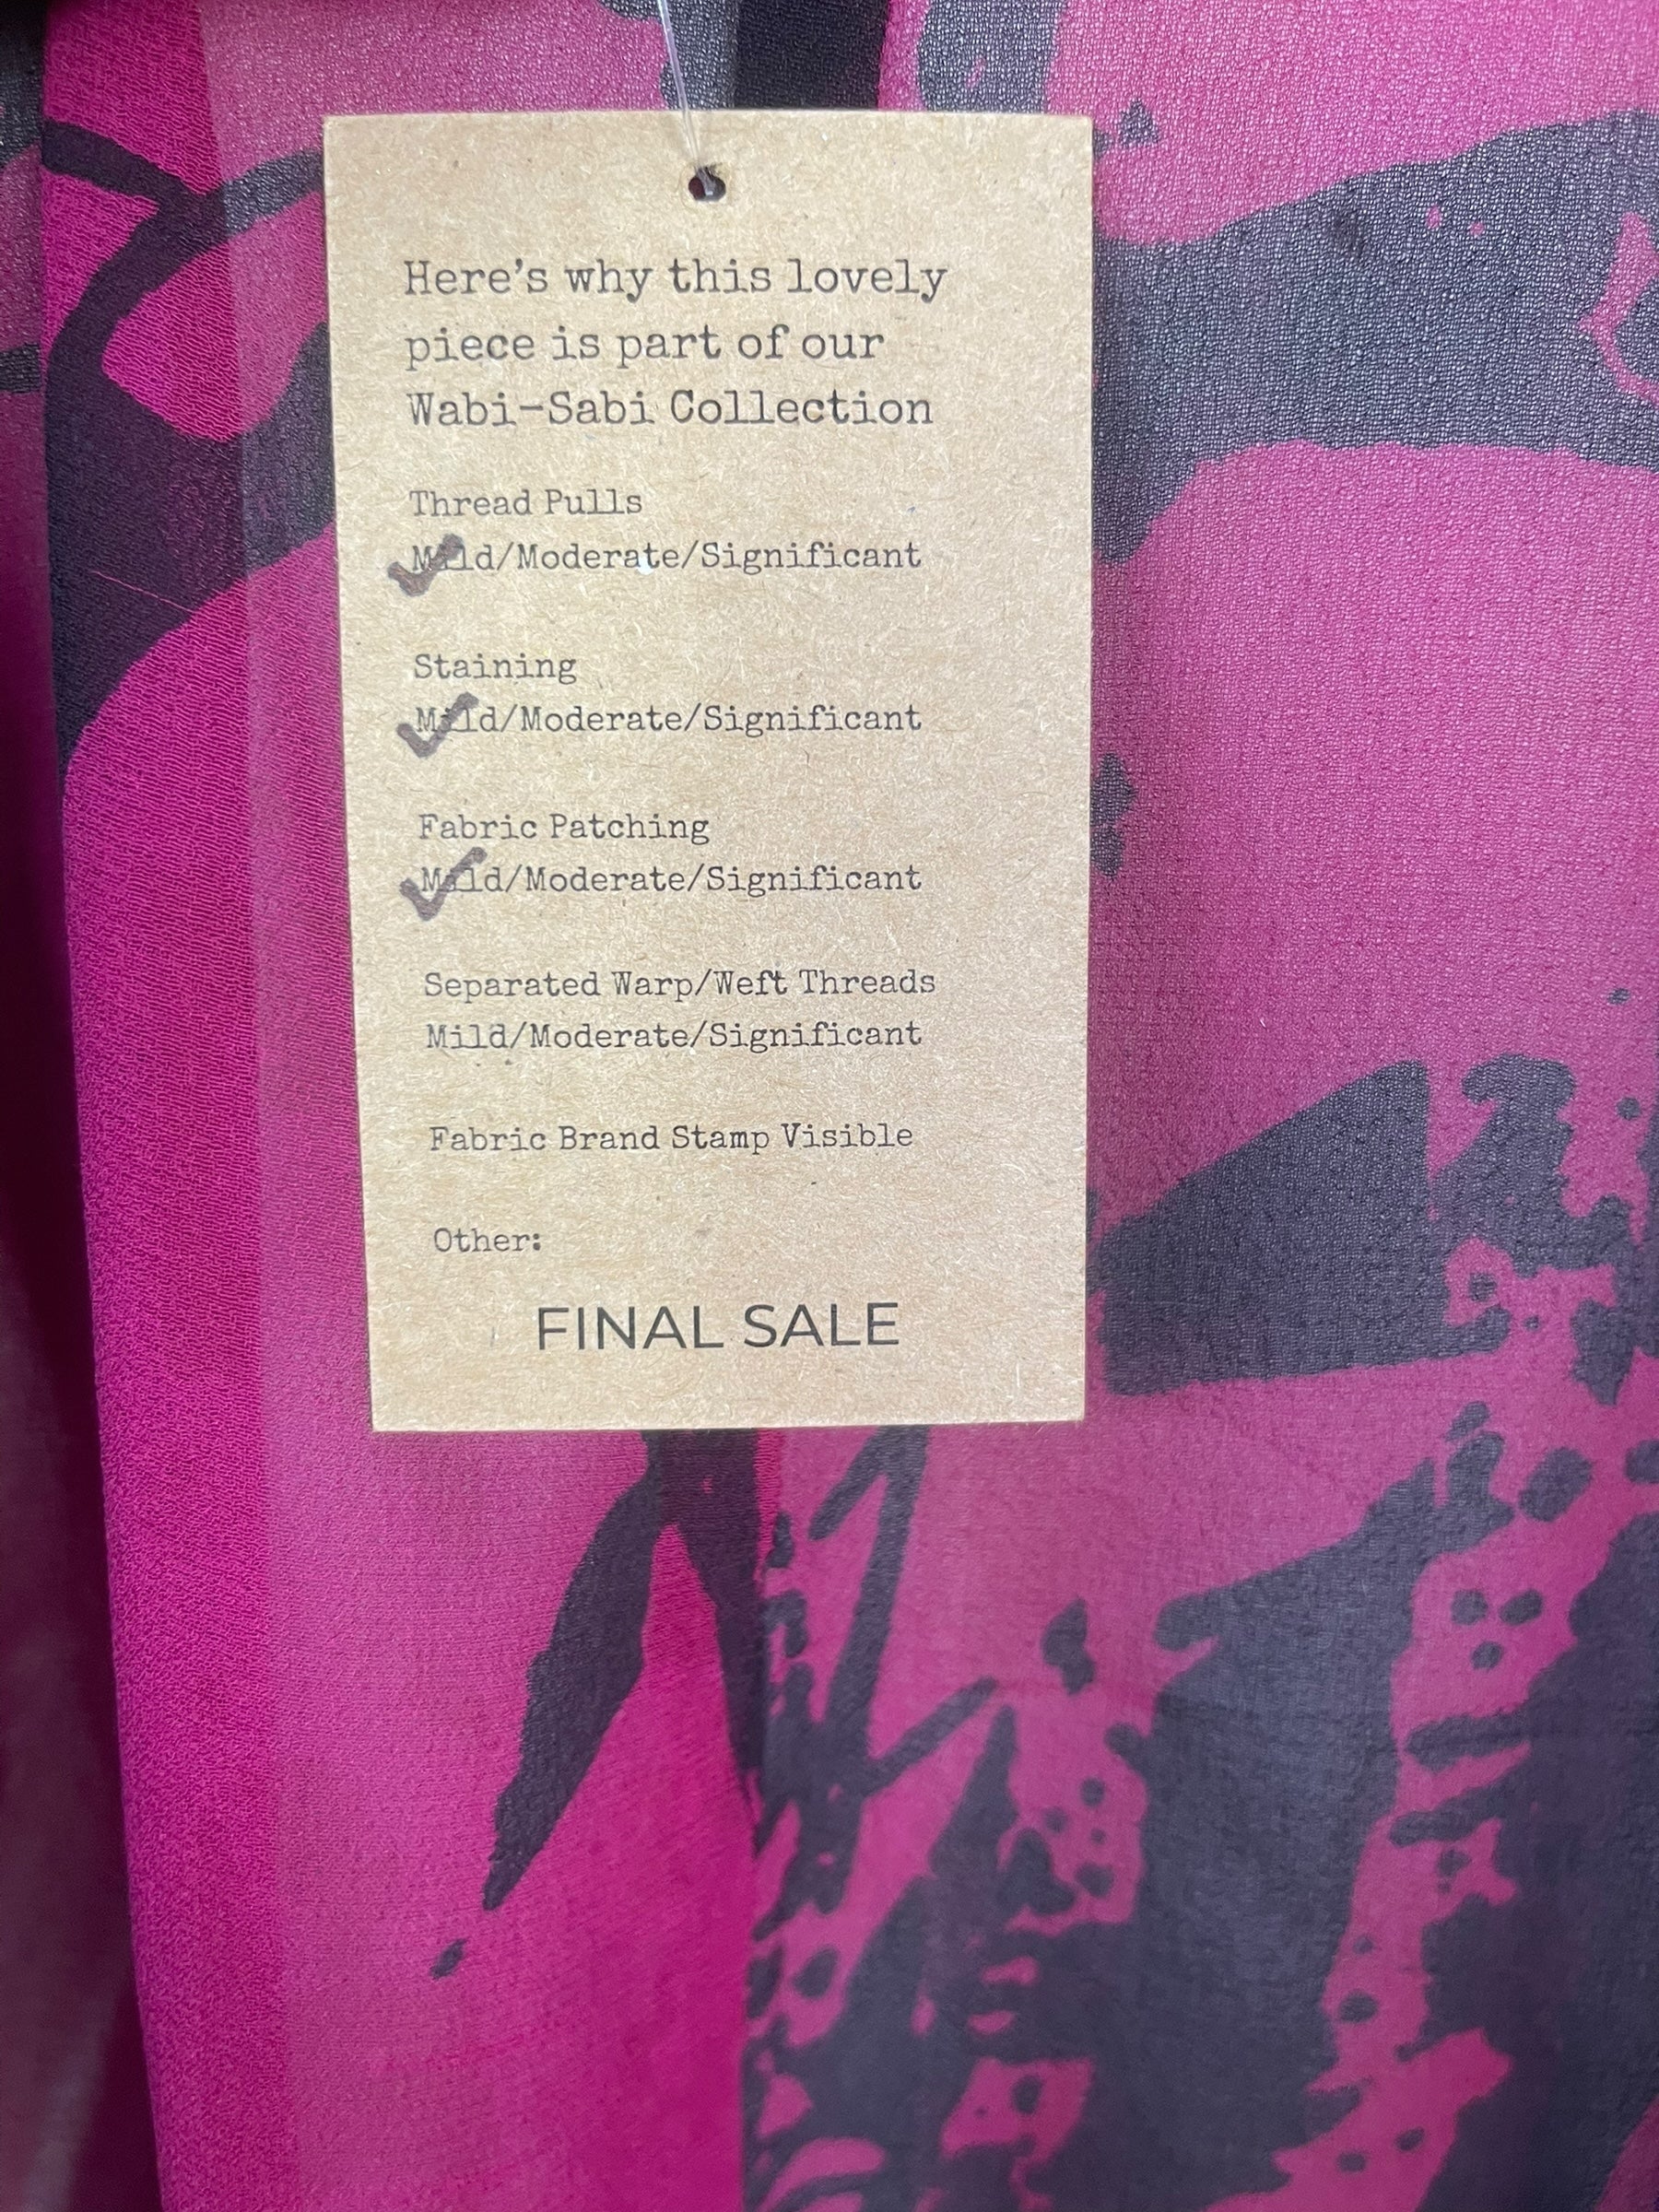 Here's why this lovely
piece is part of our
Wabi-Sabi Collection
Thread Pulls
Mild/Moderate/Significant
Staining
Mild/Moderate/Significant
Fabric Patching
Mild/Moderate/Significant
Separated Warp/Weft Threads
Mild/Moderate/Significant
Fabric Brand Stamp Visible
Other:
FINAL SALE